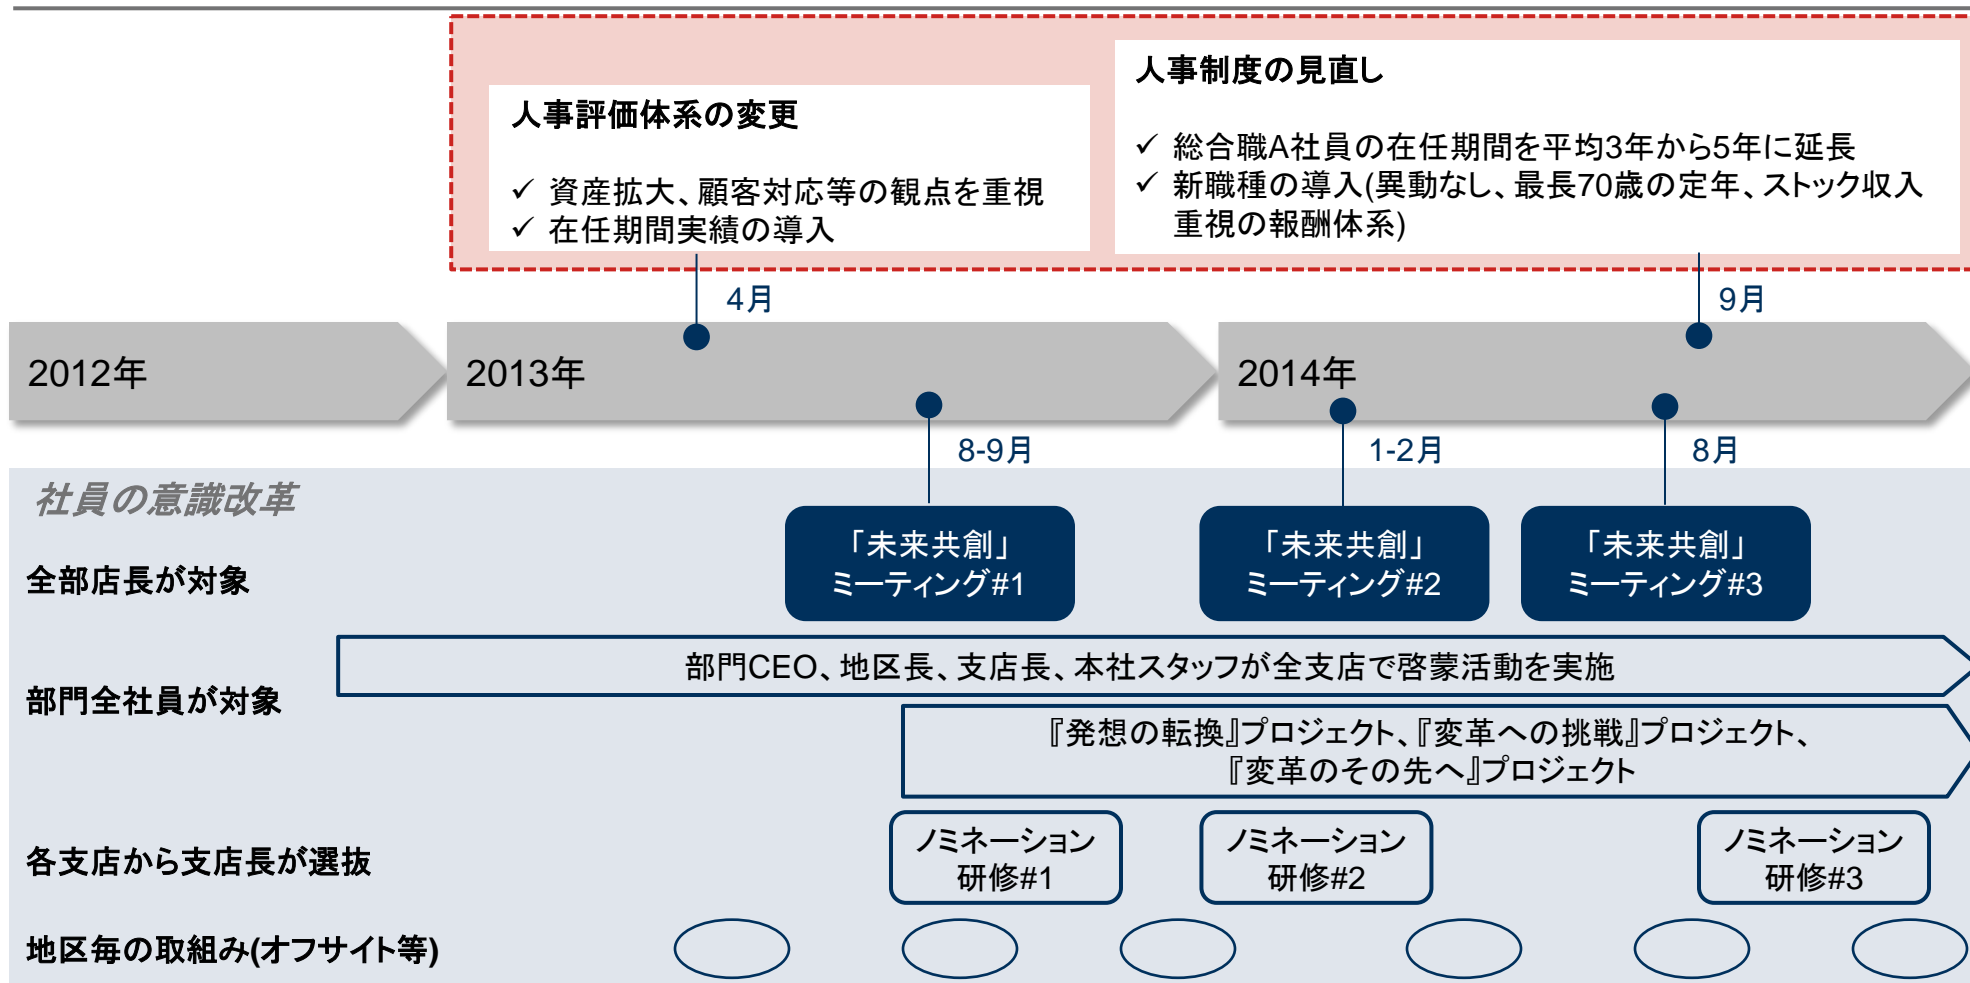 人事評価体系の変更
✓ 資産拡大、顧客対応等の観点を重視
✓ 在任期間実績の導入
人事制度の見直し
✓ 総合職A社員の在任期間を平均3年から5年に延長
✓ 新職種の導入(異動なし、最長70歳の定年、ストック収入
重視の報酬体系)
4月
9月
2012年
2013年
2014年
8-9月
1-2月
8月
社員の意識改革
全部店長が対象
「未来共創」
ミーティング#1
「未来共創」
ミーティング#2
「未来共創」
ミーティング#3
部門全社員が対象
部門CEO、地区長、支店長、本社スタッフが全支店で啓蒙活動を実施
『発想の転換』プロジェクト、『変革への挑戦』プロジェクト、
『変革のその先へ』プロジェクト
各支店から支店長が選抜
ノミネーション
研修#1
ノミネーション
研修#2
ノミネーション
研修#3
地区毎の取組み(オフサイト等)